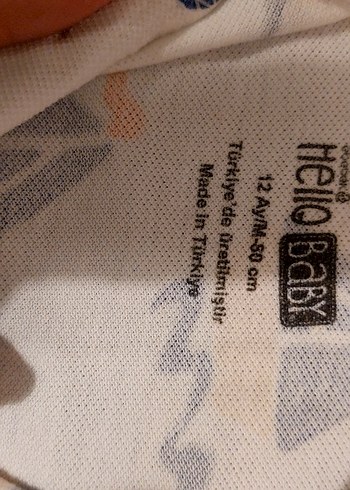 Hello
BABY
12 Ay/M-80 cm
Türkiye'de üretilmiştir
Made in Türkiye